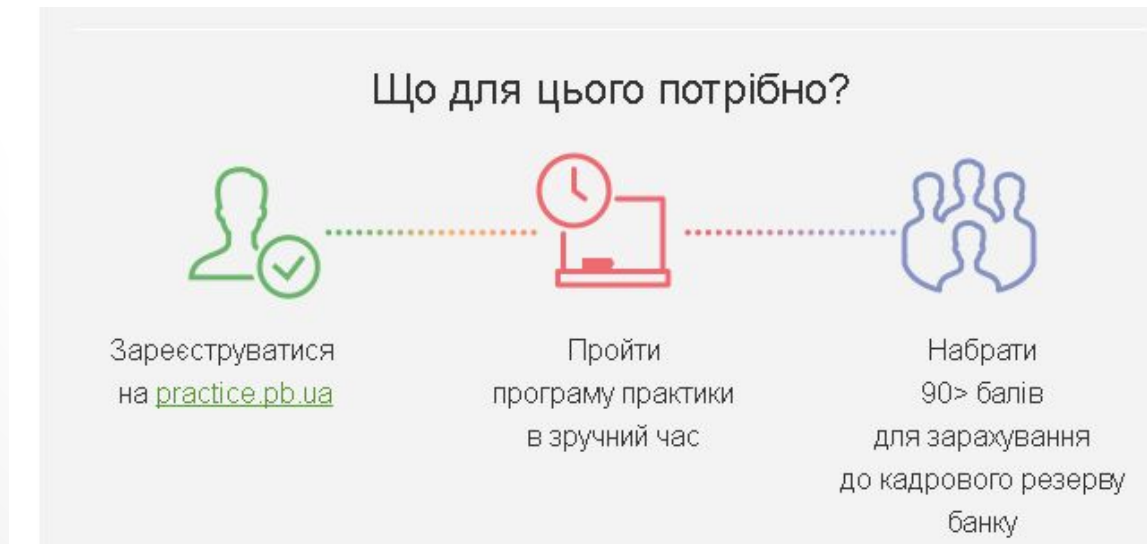 Що для цього потрібно?
Зареєструватися
на practice.pb.ua
Пройти
програму практики
в зручний час
Набрати
90> балів
для зарахування
до кадрового резерву
банку